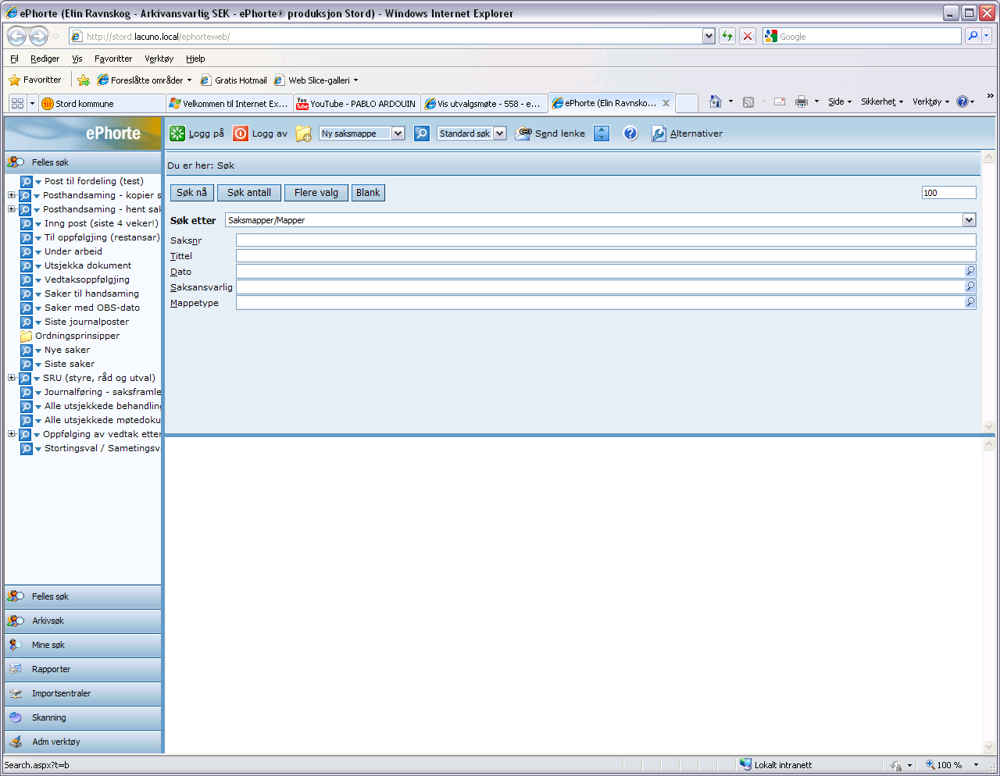 ePhorte (Elin Ravnskog - Arkivansvarlig SEK - ePhorte® produksjon Stord) - Windows Internet Explorer
http://stord.lacuno.local/ephorteweb/
Google
Fil Rediger Vis Favoritter Verktøy Hjelp
Favoritter Foreslåtte områder Gratis Hotmail Web Slice-galleri
Stord kommune Velkommen til Internet Ex... YouTube - PABLO ARDOUIN Vis utvalgsmøte - 558 - e... ePhorte (Elin Ravnsko... Side Sikkerhet Verktøy »
ePhorte
Logg på Logg av Ny saksmappe Standard søk Send lenke Alternativer
Felles søk
Post til fordeling (test)
Posthandsaming - kopier s
Posthandsaming - hent sak
Inng post (siste 4 veker!)
Til oppfølgjing (restansar)
Under arbeid
Utsjekka dokument
Vedtaksoppfølgjing
Saker til handsaming
Saker med OBS-dato
Siste journalposter
Ordningsprinsipper
Nye saker
Siste saker
SRU (styre, råd og utval)
Journalføring - saksframle
Alle utsjekkede behandling
Alle utsjekkede møtedoku
Oppfølging av vedtak etter
Stortingsval / Sametingsv
Felles søk
Arkivsøk
Mine søk
Rapporter
Importsentraler
Skanning
Adm verktøy
Du er her: Søk
Søk nå Søk antall Flere valg Blank 100
Søk etter Saksmapper/Mapper
Saksnr
Tittel
Dato
Saksansvarlig
Mappetype
Search.aspx?t=b Lokalt intranett 100 %